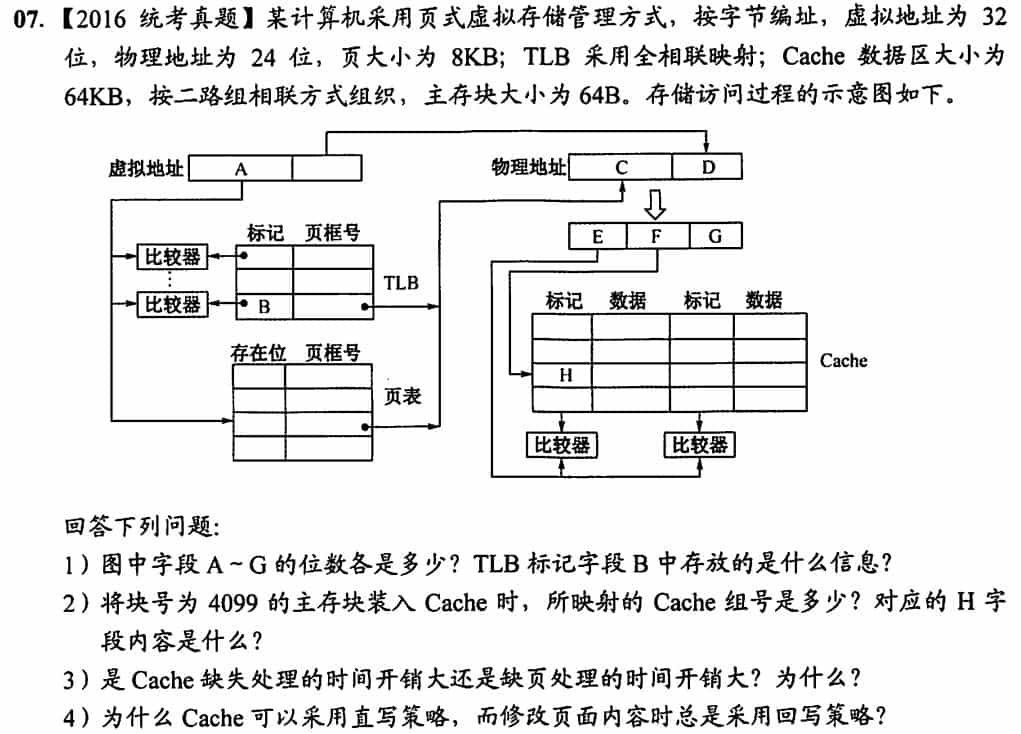 07.【2016 统考真题】某计算机采用页式虚拟存储管理方式，按字节编址，虚拟地址为 32
位，物理地址为 24 位，页大小为 8KB；TLB 采用全相联映射；Cache 数据区大小为
64KB，按二路组相联方式组织，主存块大小为 64B。存储访问过程的示意图如下。
虚拟地址 A 物理地址 C D
标记 页框号 E F G
比较器
⋮ TLB
比较器 B 标记 数据 标记 数据
存在位 页框号 H Cache
页表
比较器 比较器
回答下列问题：
1）图中字段 A ~ G 的位数各是多少？TLB 标记字段 B 中存放的是什么信息？
2）将块号为 4099 的主存块装入 Cache 时，所映射的 Cache 组号是多少？对应的 H 字
段内容是什么？
3）是 Cache 缺失处理的时间开销大还是缺页处理的时间开销大？为什么？
4）为什么 Cache 可以采用直写策略，而修改页面内容时总是采用回写策略？